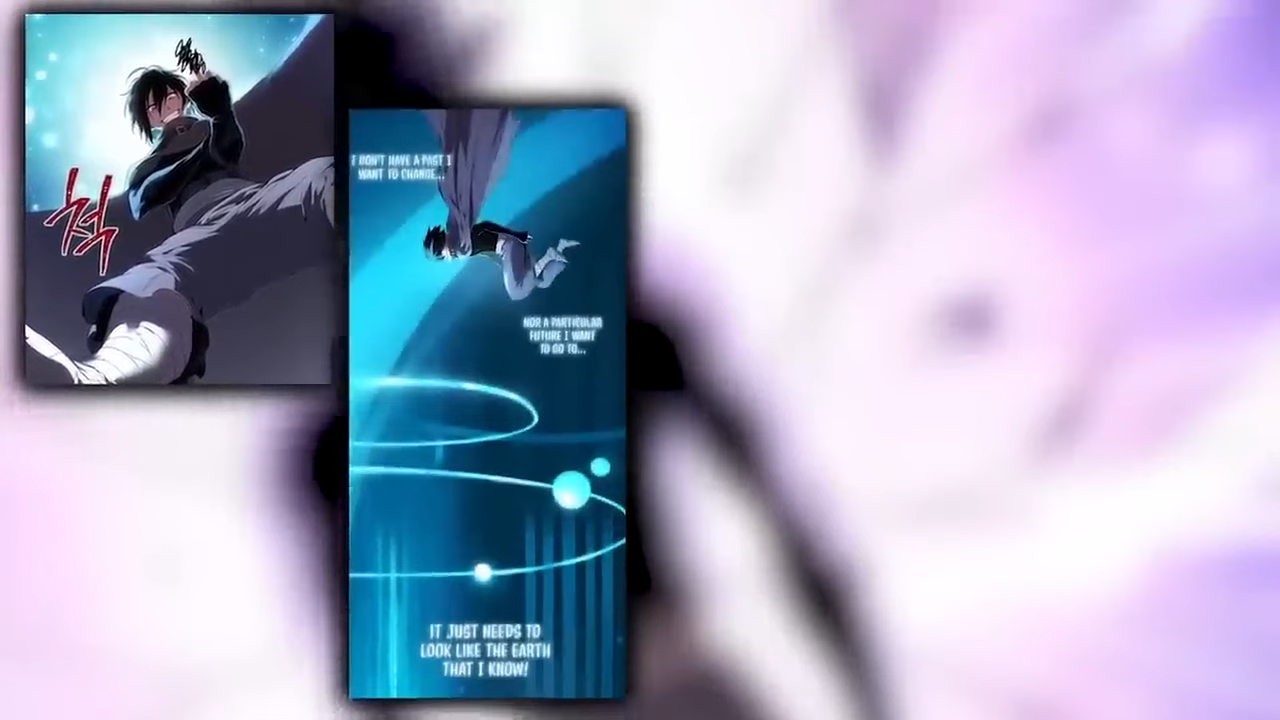 척
I DON'T HAVE A PAST I
WANT TO CHANGE...
NOR A PARTICULAR
FUTURE I WANT
TO GO TO...
IT JUST NEEDS TO
LOOK LIKE THE EARTH
THAT I KNOW!